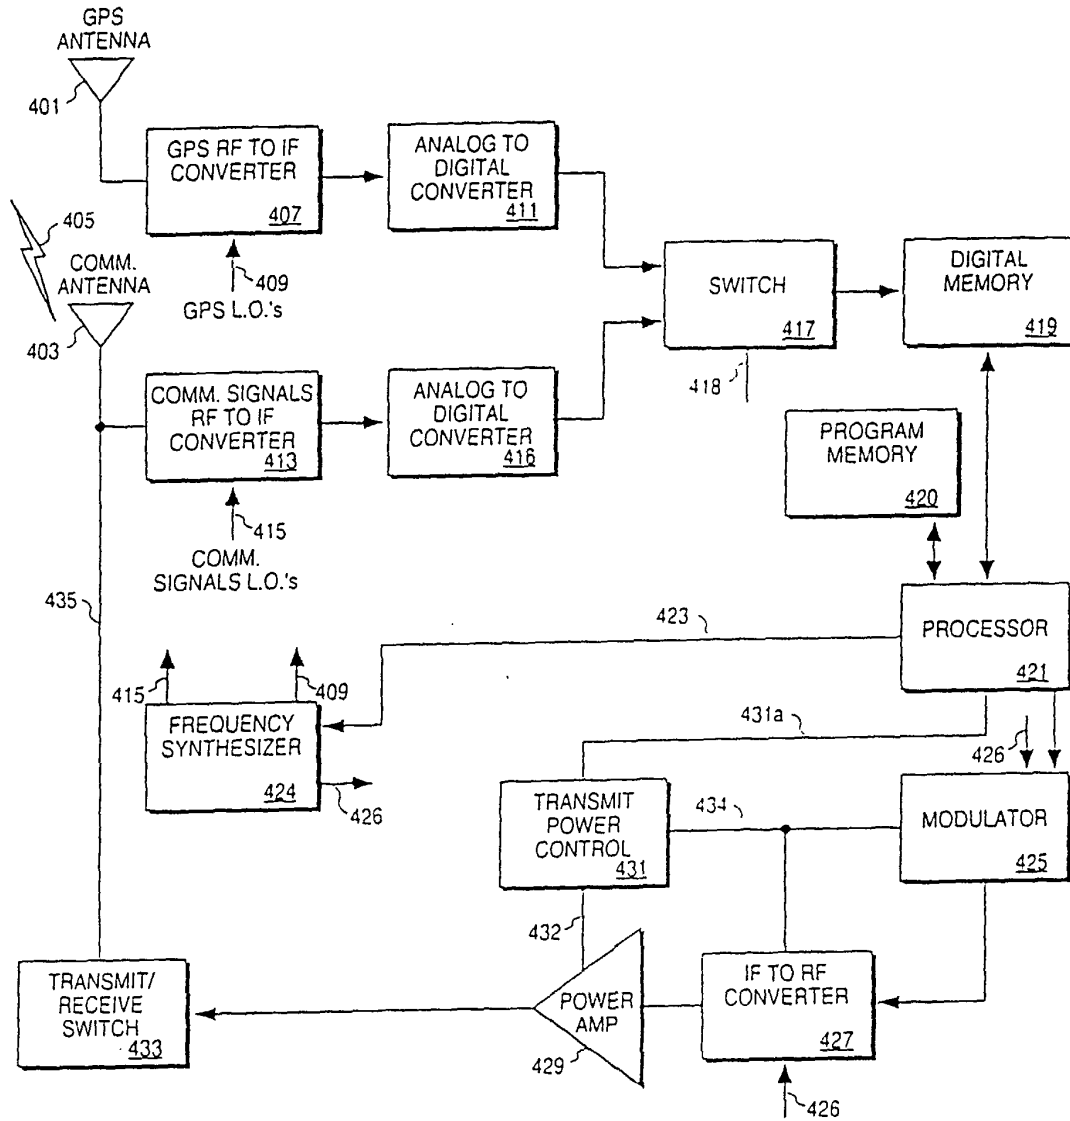 GPS
ANTENNA
401
GPS RF TO IF
CONVERTER
407
ANALOG TO
DIGITAL
CONVERTER
411
405
409
GPS L.O.'s
COMM.
ANTENNA
403
SWITCH
417
418
DIGITAL
MEMORY
419
COMM. SIGNALS
RF TO IF
CONVERTER
413
ANALOG TO
DIGITAL
CONVERTER
416
PROGRAM
MEMORY
420
415
COMM.
SIGNALS L.O.'s
435
423
PROCESSOR
421
415
409
FREQUENCY
SYNTHESIZER
424
426
431a
426
TRANSMIT
POWER
CONTROL
431
434
MODULATOR
425
432
TRANSMIT/
RECEIVE
SWITCH
433
POWER
AMP
429
IF TO RF
CONVERTER
427
426